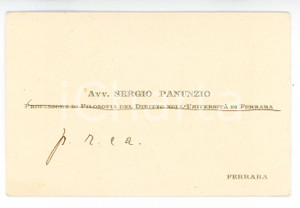 Avv. SERGIO PANUNZIO
PROFESSORE DI FILOSOFIA DEL DIRITTO NELL'UNIVERSITÀ DI FERRARA
p. r. e a.
FERRARA